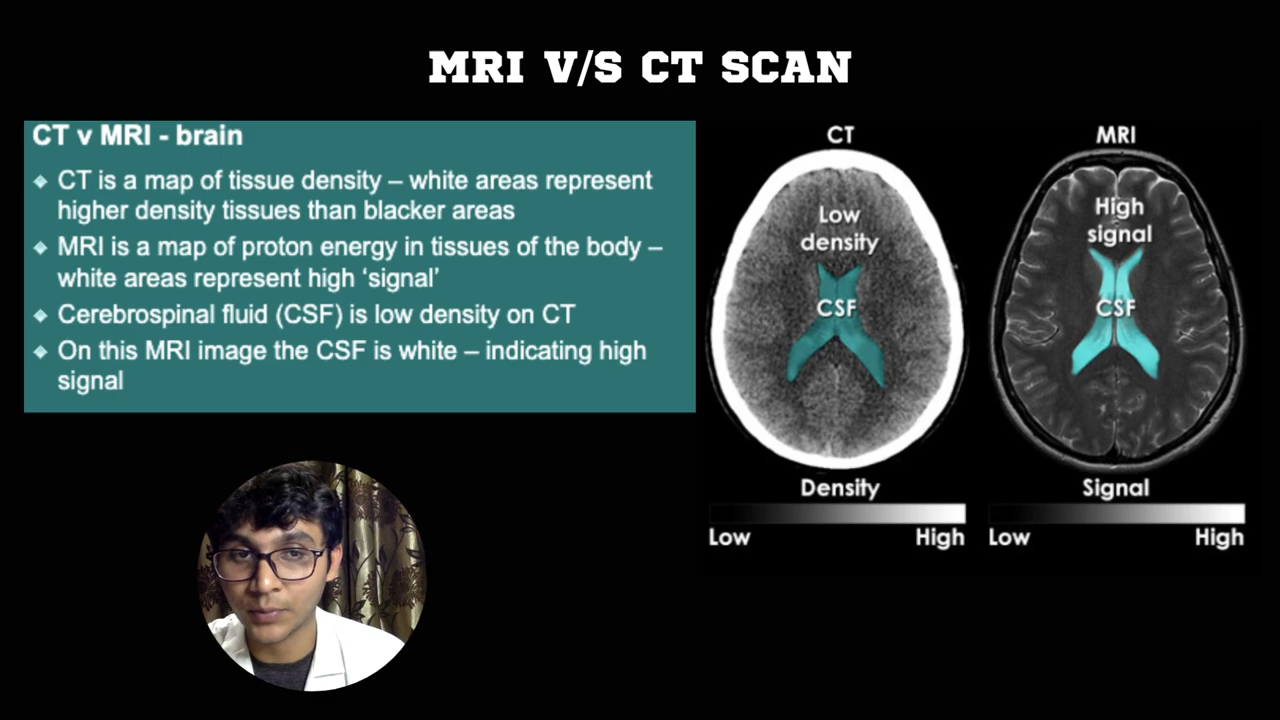 MRI V/S CT SCAN
CT v MRI - brain
CT is a map of tissue density – white areas represent
higher density tissues than blacker areas
MRI is a map of proton energy in tissues of the body –
white areas represent high ‘signal’
Cerebrospinal fluid (CSF) is low density on CT
On this MRI image the CSF is white – indicating high
signal
CT
Low
density
CSF
Density
Low High
MRI
High
signal
CSF
Signal
Low High